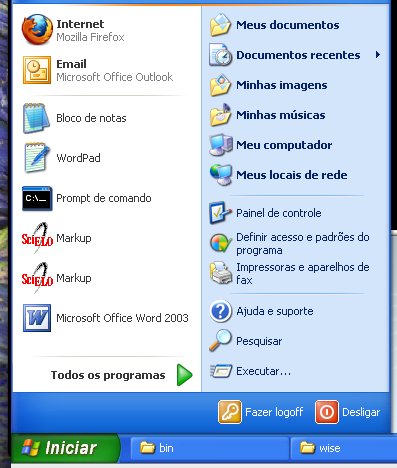 Internet
Mozilla Firefox
Email
Microsoft Office Outlook
Bloco de notas
WordPad
C:\_
Prompt de comando
SciELO
Markup
SciELO
Markup
W
Microsoft Office Word 2003
Todos os programas
Meus documentos
Documentos recentes
Minhas imagens
Minhas músicas
Meu computador
Meus locais de rede
Painel de controle
Definir acesso e padrões do
programa
Impressoras e aparelhos de
fax
Ajuda e suporte
Pesquisar
Executar...
Fazer logoff
Desligar
Iniciar
bin
wise